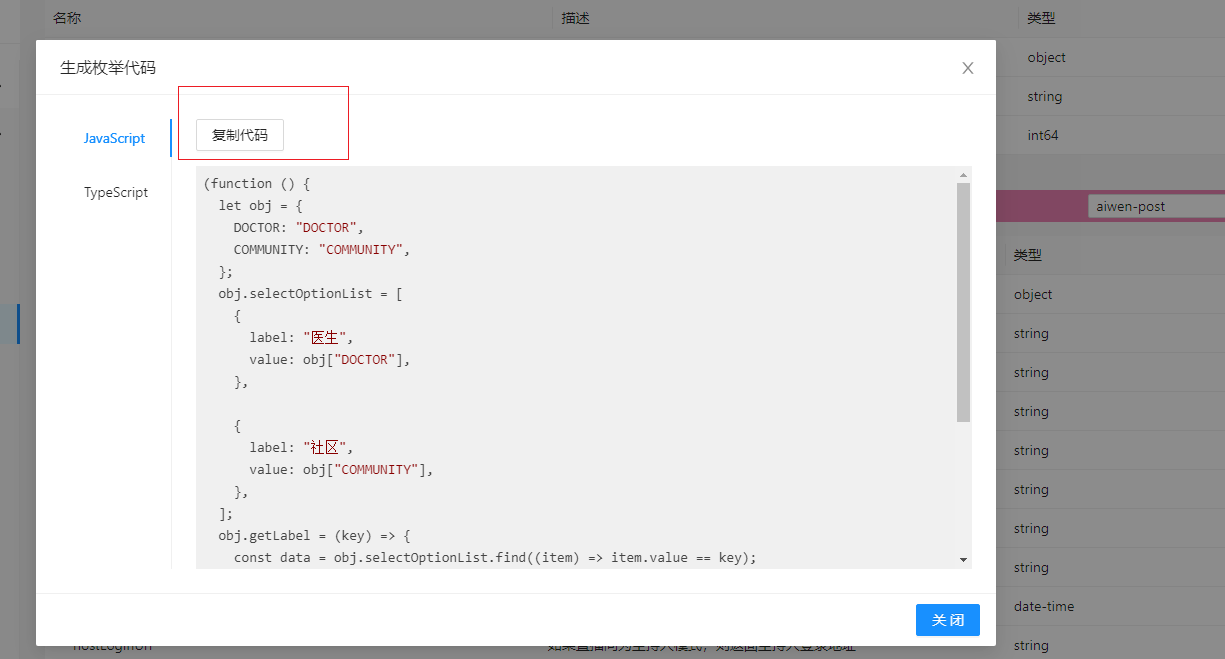 名称 描述 类型
object
string
int64
生成枚举代码
JavaScript
TypeScript
复制代码
(function () {
let obj = {
DOCTOR: "DOCTOR",
COMMUNITY: "COMMUNITY",
};
obj.selectOptionList = [
{
label: "医生",
value: obj["DOCTOR"],
},
{
label: "社区",
value: obj["COMMUNITY"],
},
];
obj.getLabel = (key) => {
const data = obj.selectOptionList.find((item) => item.value == key);
关 闭
aiwen-post
类型
object
string
string
string
string
string
string
string
date-time
string